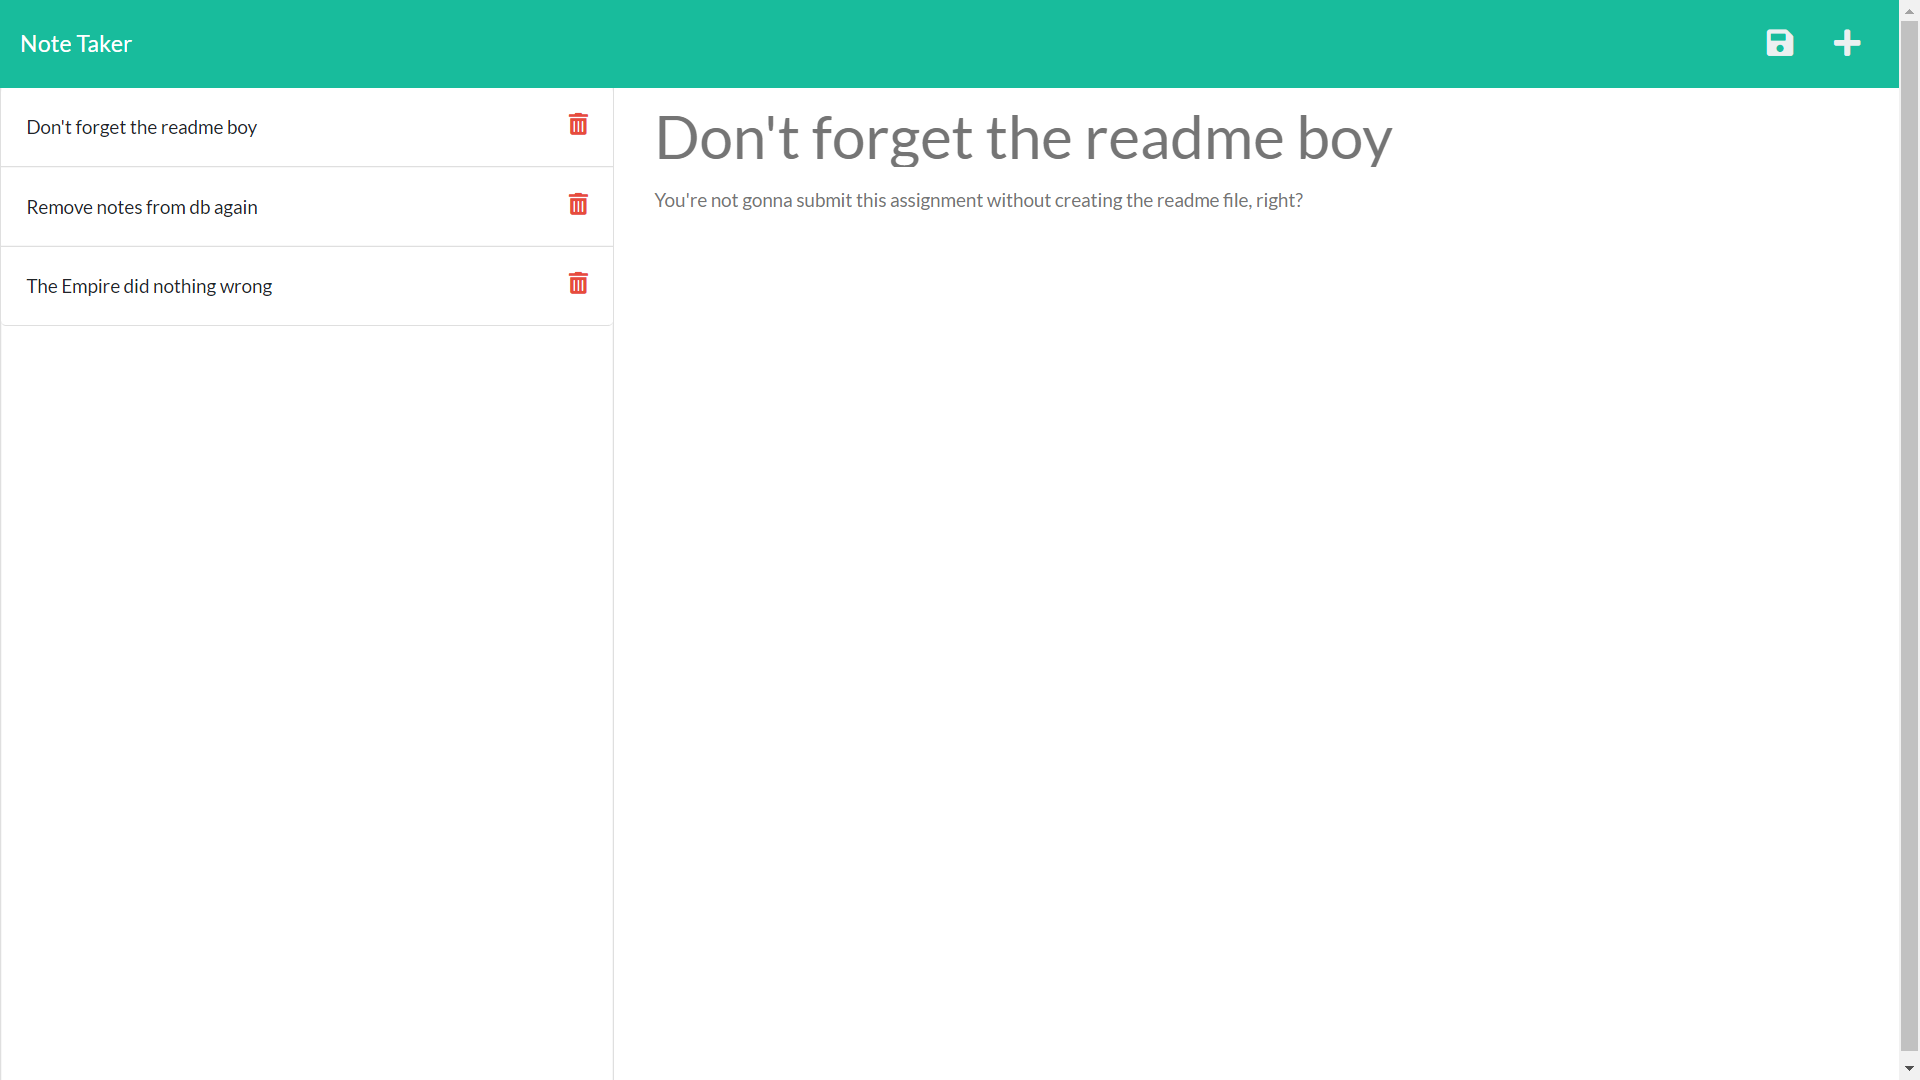 Note Taker
Don't forget the readme boy
Remove notes from db again
The Empire did nothing wrong
Don't forget the readme boy
You're not gonna submit this assignment without creating the readme file, right?